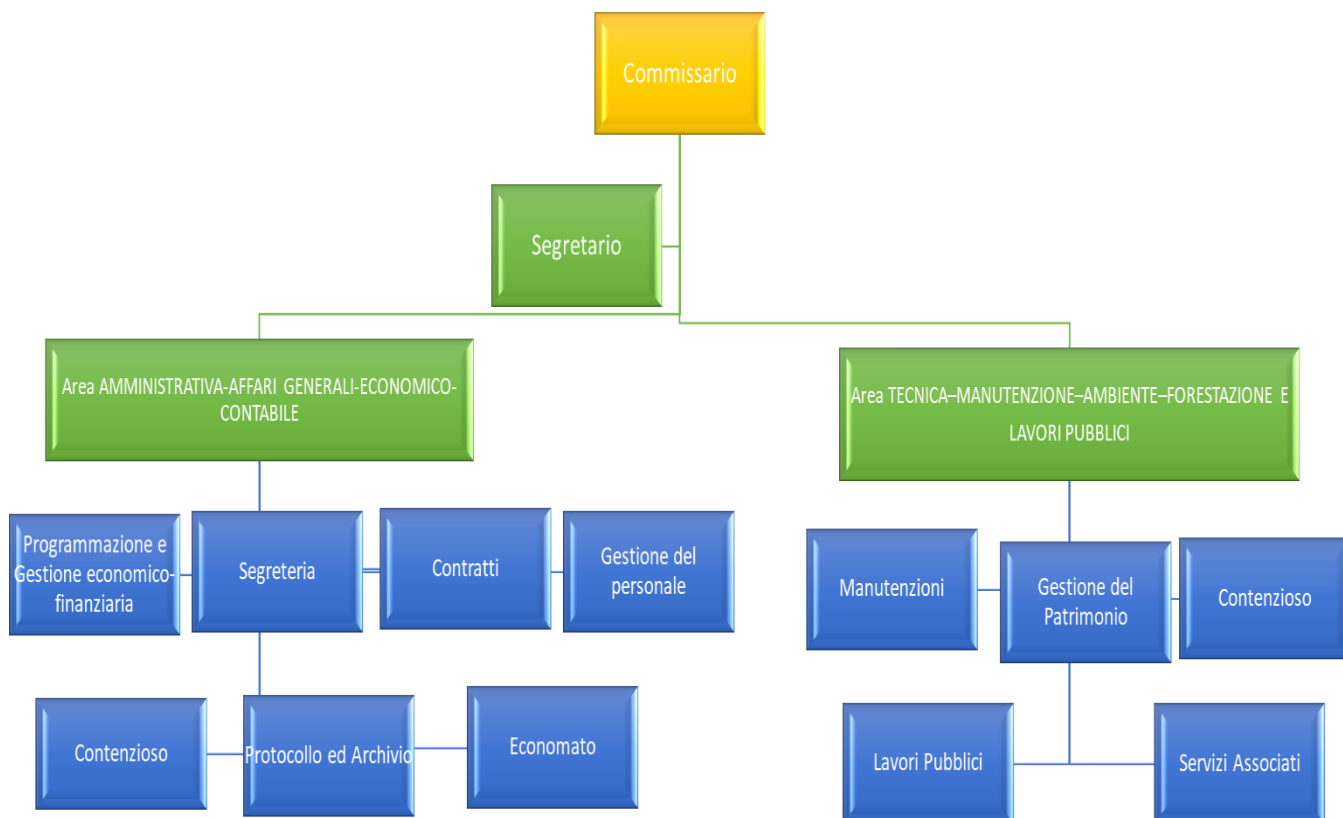 Commissario
Segretario
Area AMMINISTRATIVA-AFFARI GENERALI-ECONOMICO-
CONTABILE
Area TECNICA–MANUTENZIONE–AMBIENTE–FORESTAZIONE E
LAVORI PUBBLICI
Programmazione e
Gestione economico-
finanziaria
Segreteria
Contratti
Gestione del
personale
Manutenzioni
Gestione del
Patrimonio
Contenzioso
Contenzioso
Protocollo ed Archivio
Economato
Lavori Pubblici
Servizi Associati